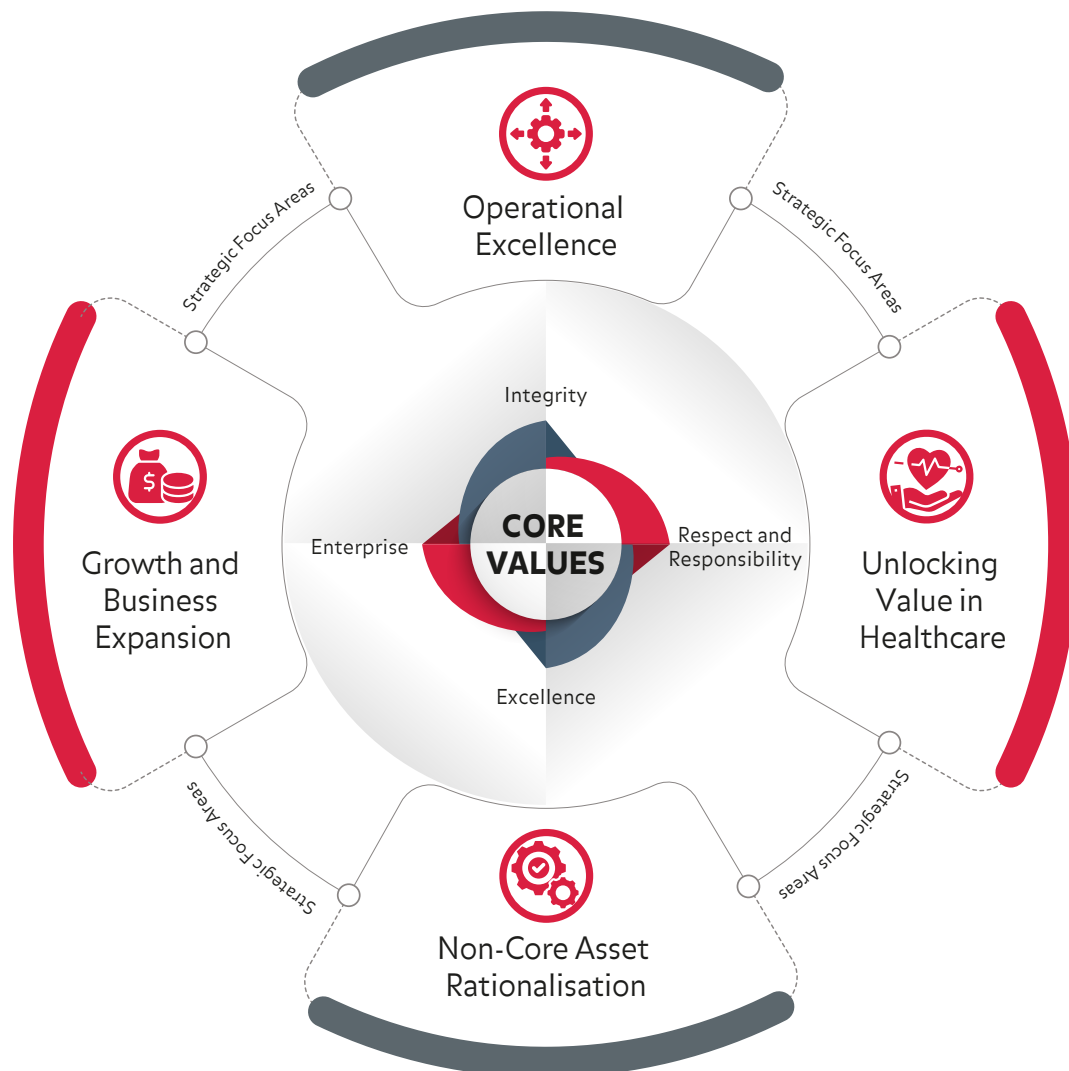 Operational
Excellence
Strategic Focus Areas
Strategic Focus Areas
Integrity
CORE
VALUES
Enterprise
Respect and
Responsibility
Excellence
$
Growth and
Business
Expansion
Unlocking
Value in
Healthcare
Strategic Focus Areas
Strategic Focus Areas
Non-Core Asset
Rationalisation